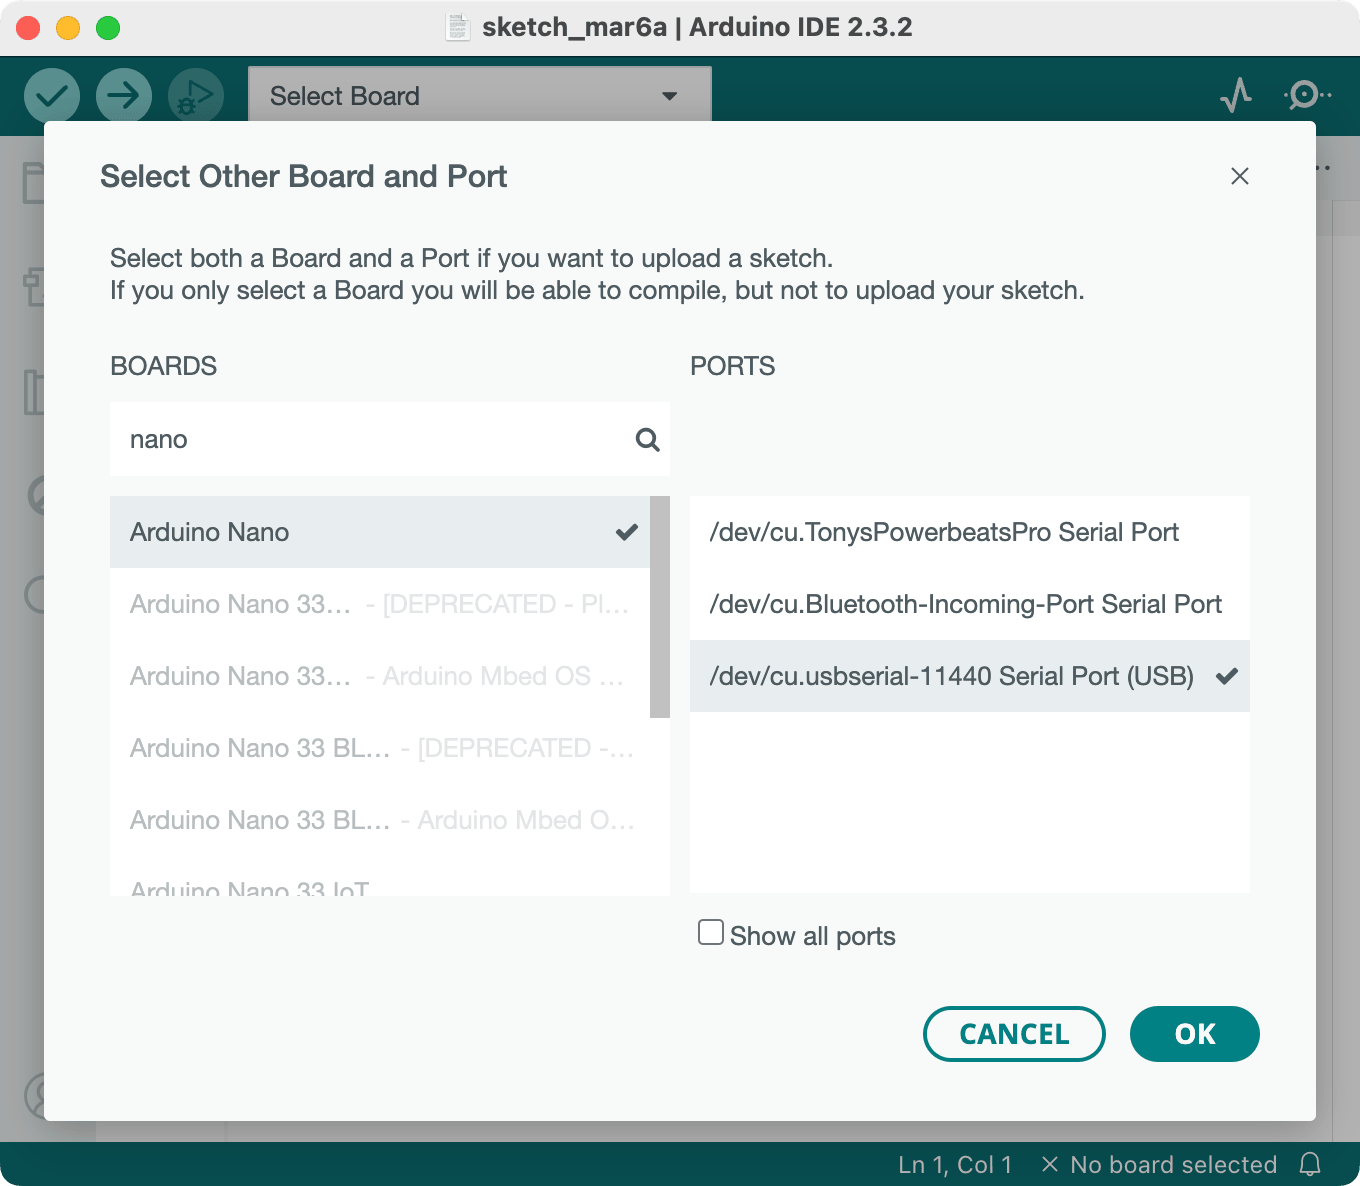 sketch_mar6a | Arduino IDE 2.3.2
Select Board
Select Other Board and Port
Select both a Board and a Port if you want to upload a sketch.
If you only select a Board you will be able to compile, but not to upload your sketch.
BOARDS
PORTS
nano
Arduino Nano
/dev/cu.TonysPowerbeatsPro Serial Port
Arduino Nano 33... - [DEPRECATED - Pl...
/dev/cu.Bluetooth-Incoming-Port Serial Port
Arduino Nano 33... - Arduino Mbed OS ...
/dev/cu.usbserial-11440 Serial Port (USB)
Arduino Nano 33 BL... - [DEPRECATED -...
Arduino Nano 33 BL... - Arduino Mbed O...
Arduino Nano 33 IoT
Show all ports
CANCEL
OK
Ln 1, Col 1
No board selected